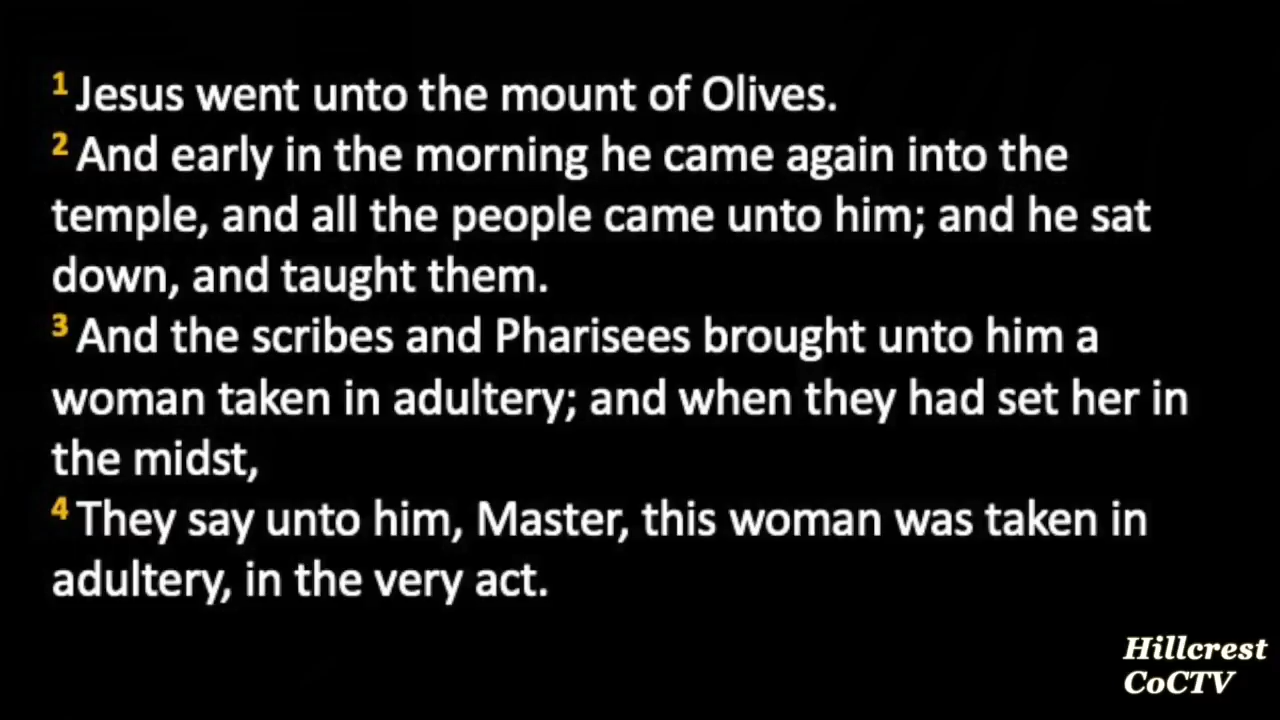 1 Jesus went unto the mount of Olives.
2 And early in the morning he came again into the
temple, and all the people came unto him; and he sat
down, and taught them.
3 And the scribes and Pharisees brought unto him a
woman taken in adultery; and when they had set her in
the midst,
4 They say unto him, Master, this woman was taken in
adultery, in the very act.
Hillcrest
CoCTV